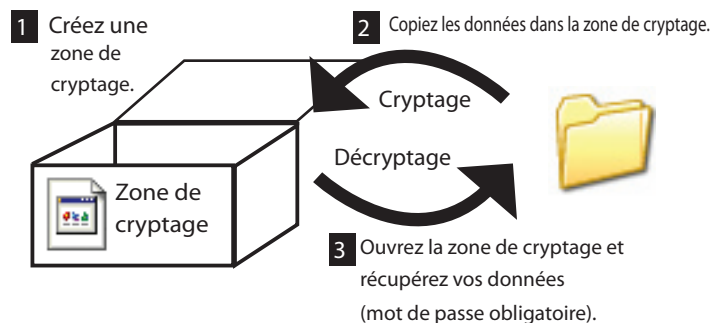 1 Créez une
zone de
cryptage.
2 Copiez les données dans la zone de cryptage.
Cryptage
Décryptage
Zone de
cryptage
3 Ouvrez la zone de cryptage et
récupérez vos données
(mot de passe obligatoire).